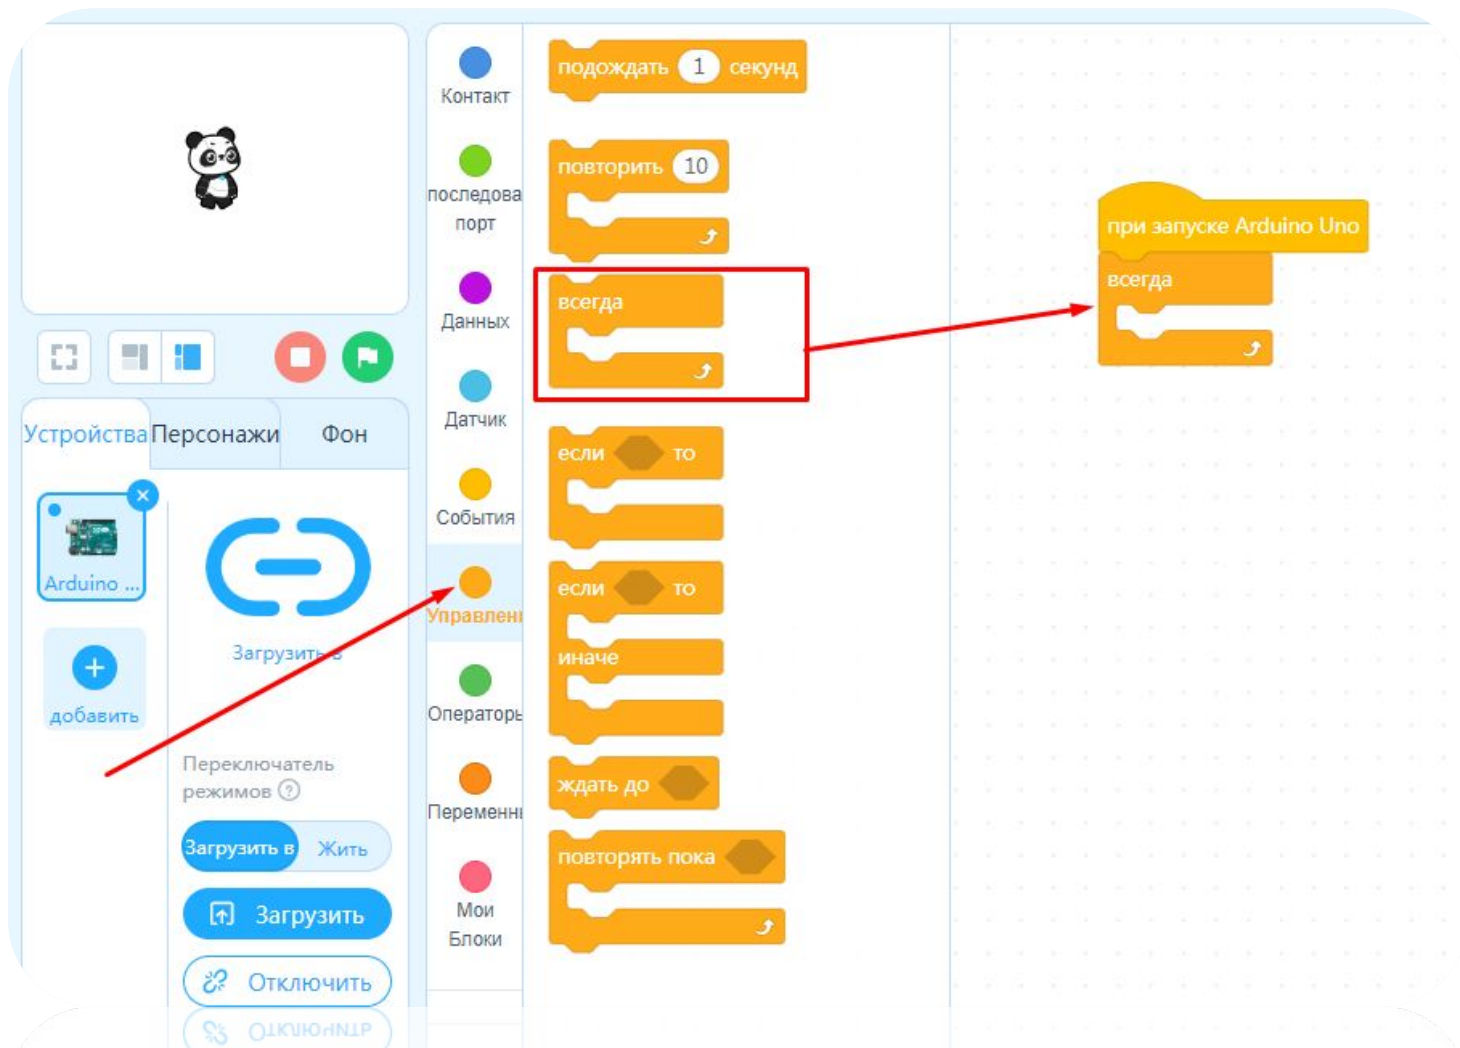 Контакт
последова
порт
Данных
Датчик
События
Управлени
Операторы
Переменны
Мои
Блоки
подождать 1 секунд
повторить 10
всегда
если то
если то
иначе
ждать до
повторять пока
при запуске Arduino Uno
всегда
Устройства
Персонажи
Фон
Arduino ...
добавить
Загрузить в
Переключатель
режимов ?
Загрузить в
Жить
Загрузить
Отключить